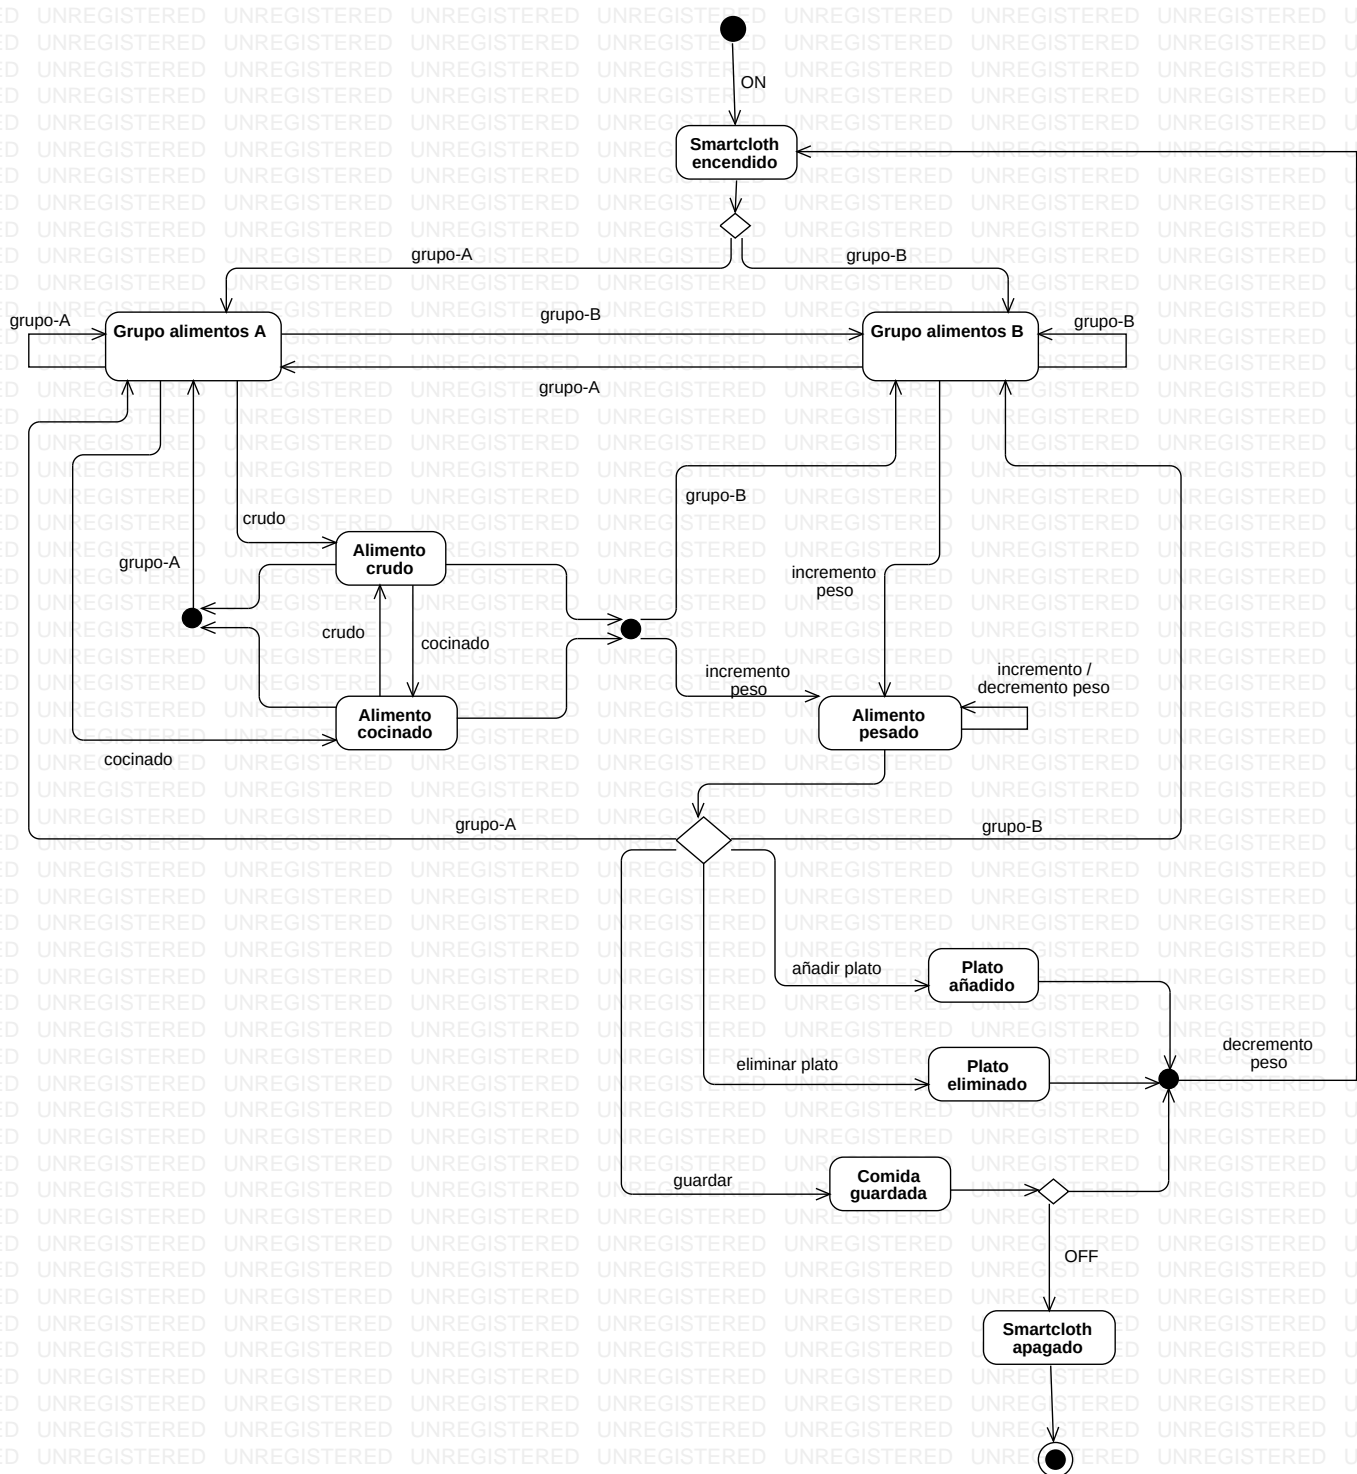 ON
Smartcloth
encendido
grupo-A
grupo-B
grupo-A
Grupo alimentos A
grupo-B
Grupo alimentos B
grupo-B
grupo-A
grupo-B
crudo
grupo-A
Alimento
crudo
incremento
peso
crudo
cocinado
incremento
peso
incremento /
decremento peso
Alimento
cocinado
Alimento
pesado
cocinado
grupo-A
grupo-B
añadir plato
Plato
añadido
eliminar plato
Plato
eliminado
decremento
peso
guardar
Comida
guardada
OFF
Smartcloth
apagado
UNREGISTERED